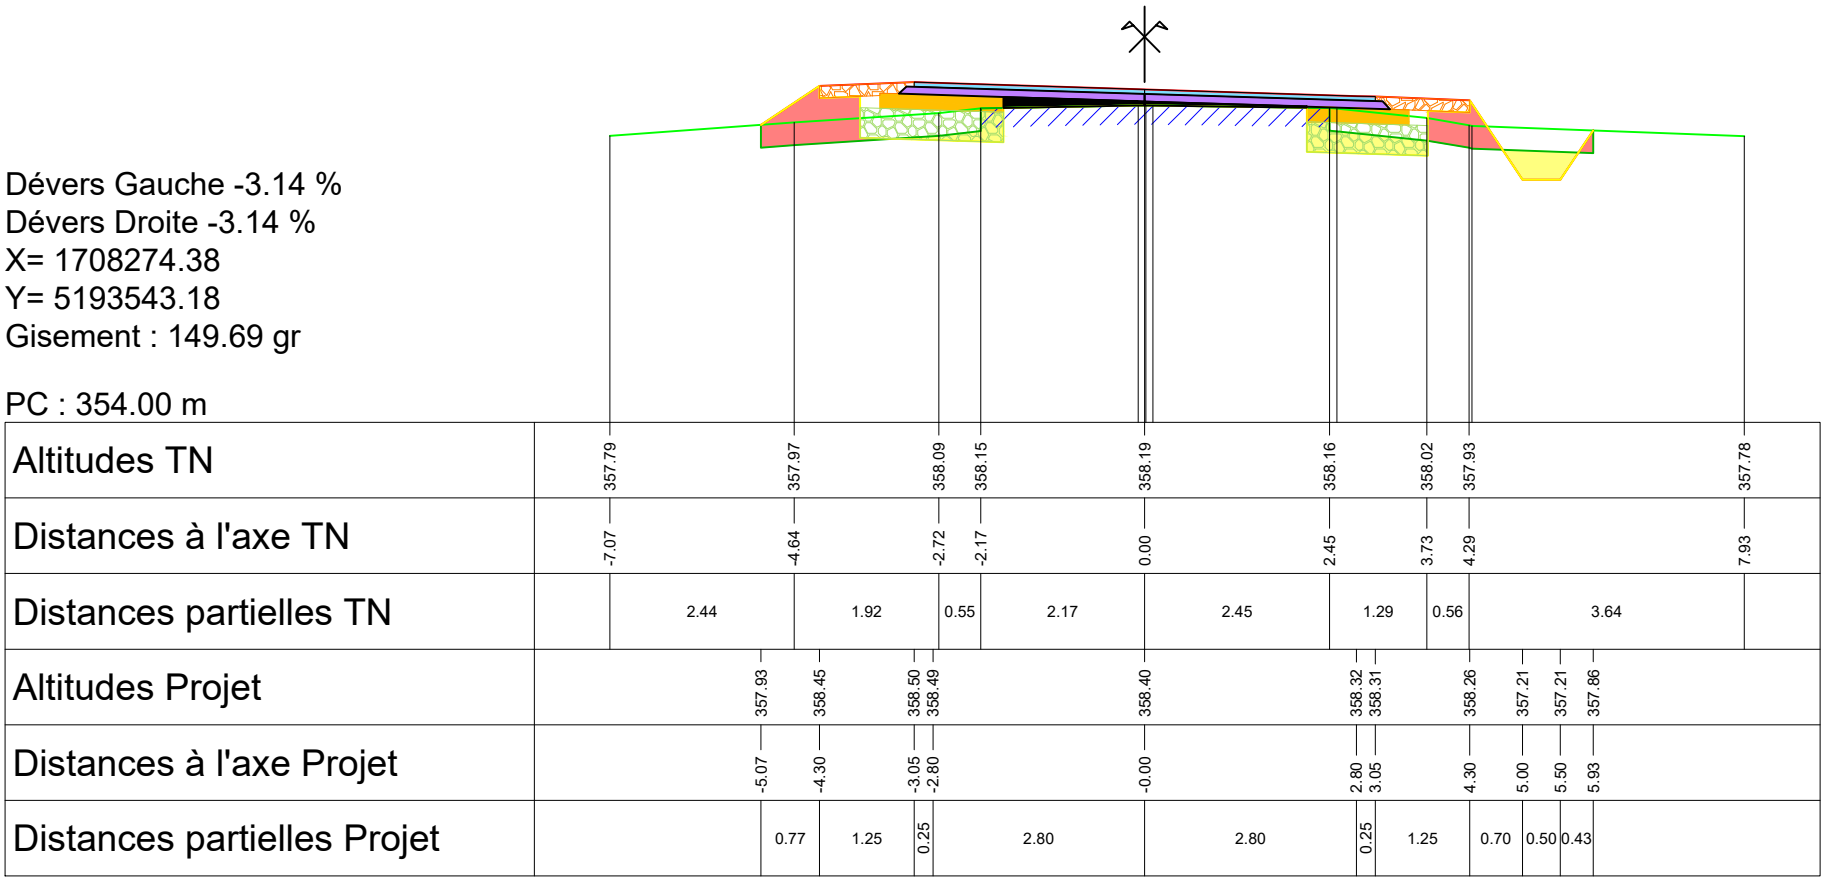 Dévers Gauche -3.14 %
Dévers Droite -3.14 %
X= 1708274.38
Y= 5193543.18
Gisement : 149.69 gr
PC : 354.00 m
Altitudes TN 357.79 357.97 358.09 358.15 358.19 358.16 358.02 357.93 357.78
Distances à l'axe TN -7.07 -4.64 -2.72 -2.17 0.00 2.45 3.73 4.29 7.93
Distances partielles TN 2.44 1.92 0.55 2.17 2.45 1.29 0.56 3.64
Altitudes Projet 357.93 358.45 358.50 358.49 358.40 358.32 358.31 358.26 357.21 357.21 357.86
Distances à l'axe Projet -5.07 -4.30 -3.05 -2.80 -0.00 2.80 3.05 4.30 5.00 5.50 5.93
Distances partielles Projet 0.77 1.25 0.25 2.80 2.80 0.25 1.25 0.70 0.50 0.43